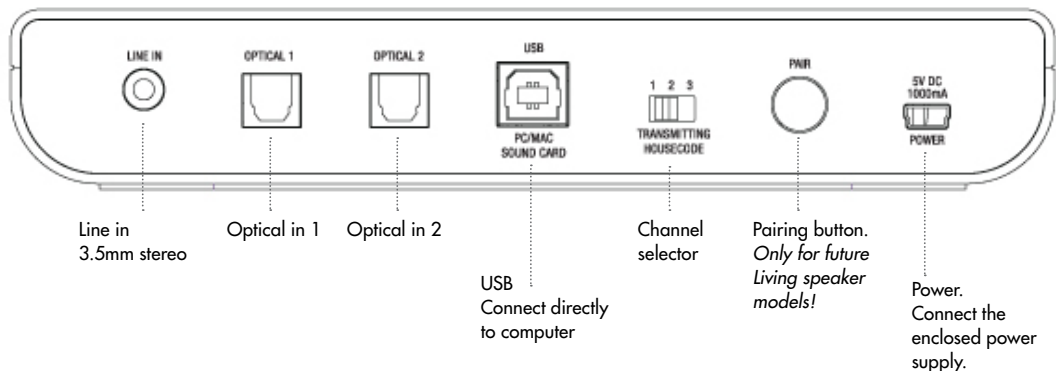 LINE IN
OPTICAL 1
OPTICAL 2
USB
PC/MAC
SOUND CARD
1 2 3
TRANSMITTING
HOUSECODE
PAIR
5V DC
1000mA
POWER
Line in
3.5mm stereo
Optical in 1
Optical in 2
USB
Connect directly
to computer
Channel
selector
Pairing button.
Only for future
Living speaker
models!
Power.
Connect the
enclosed power
supply.